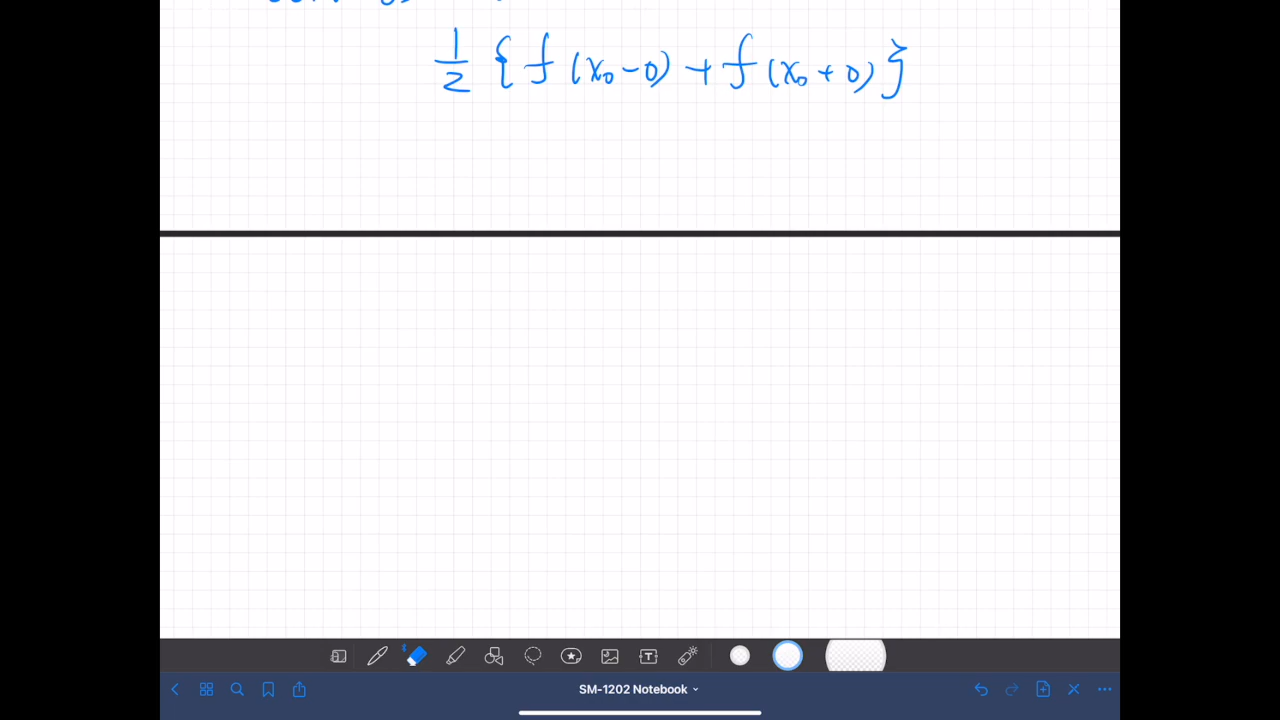 1/2 {f(x₀-0) + f(x₀+0)}
SM-1202 Notebook